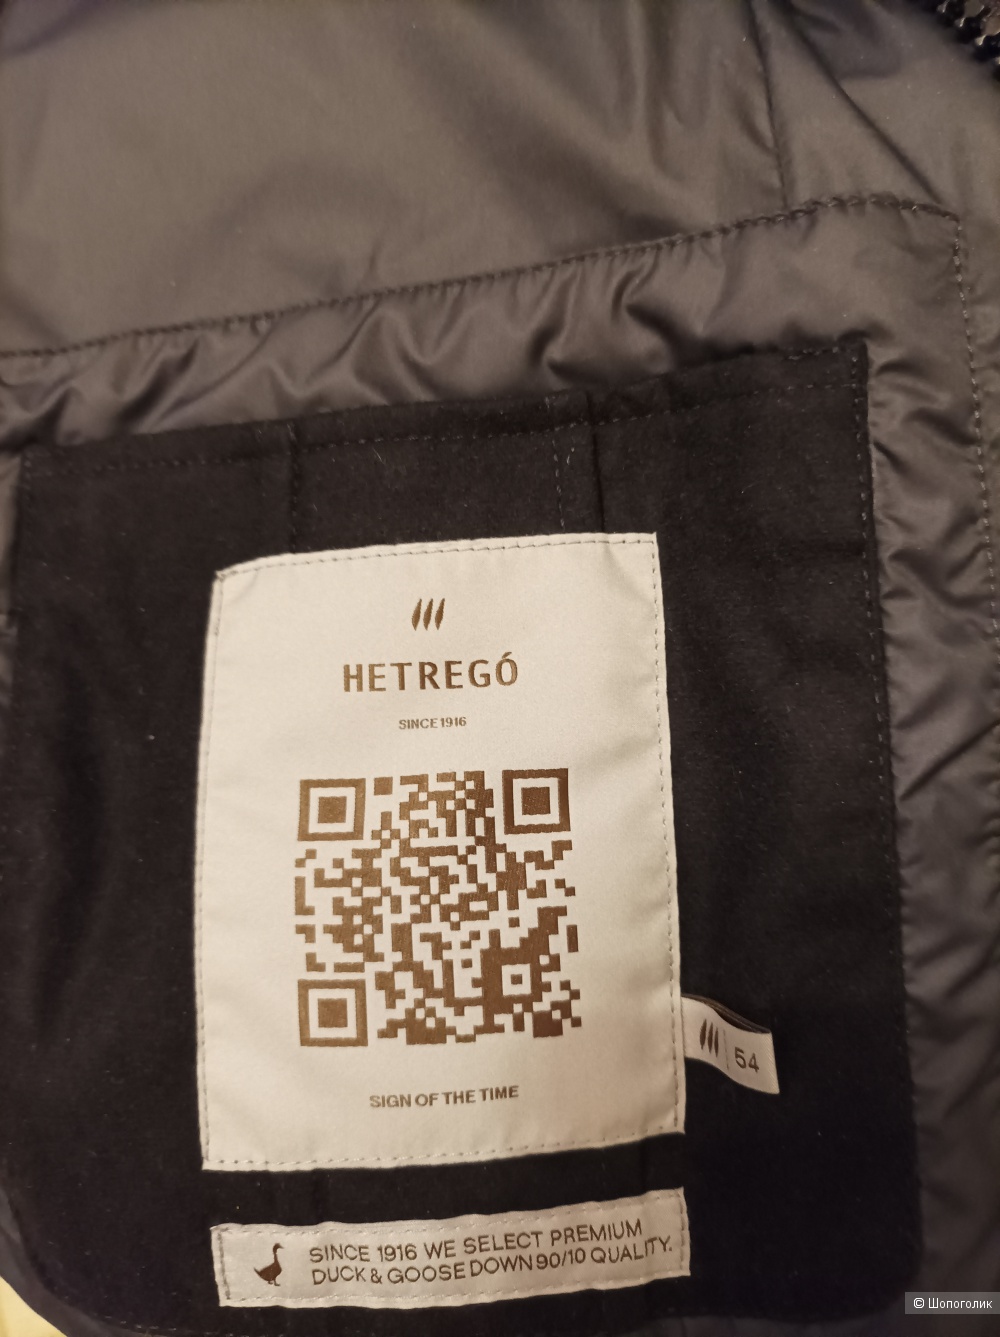 HETREGÓ
SINCE 1916
SIGN OF THE TIME
54
SINCE 1916 WE SELECT PREMIUM
DUCK & GOOSE DOWN 90/10 QUALITY.
© Шопоголик